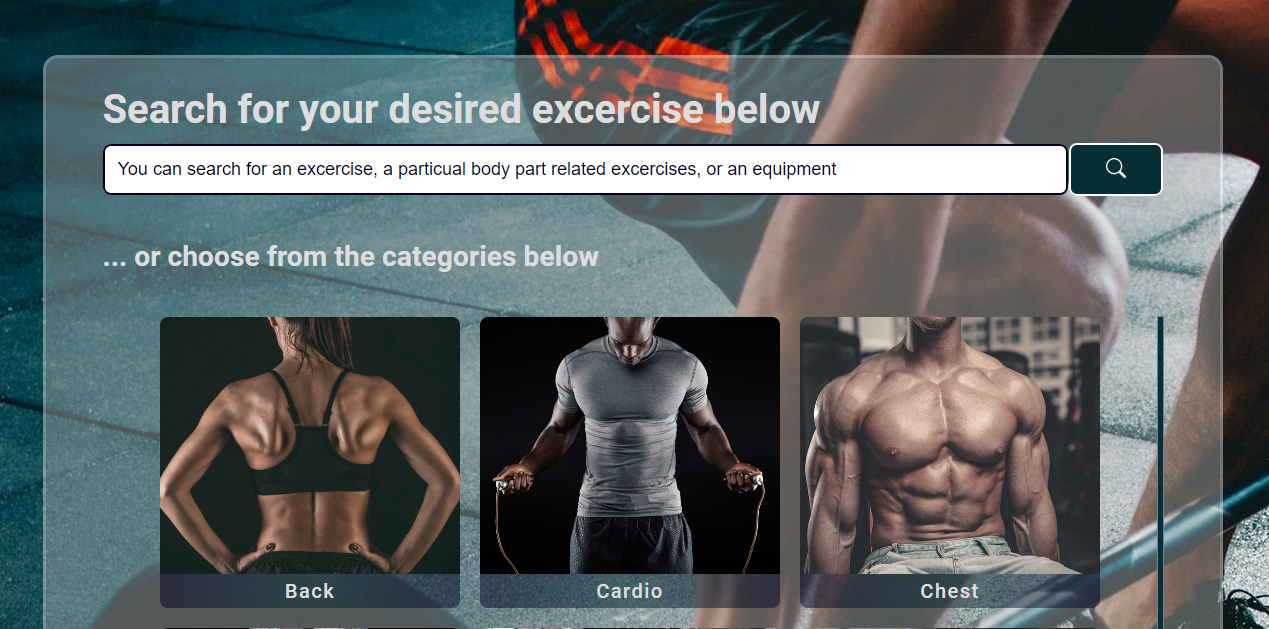 Search for your desired excercise below
You can search for an excercise, a particual body part related excercises, or an equipment
... or choose from the categories below
Back
Cardio
Chest